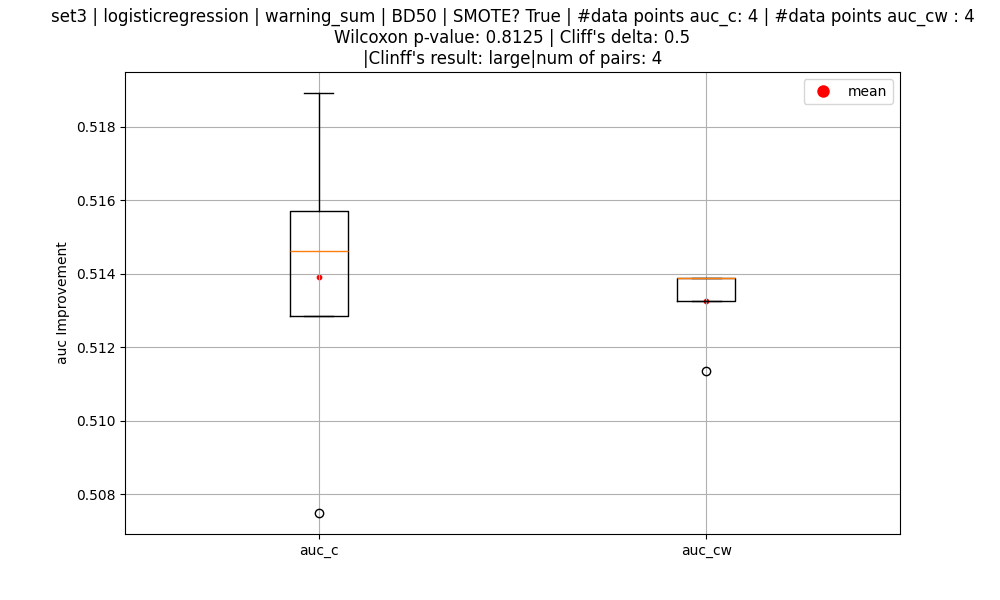 set3 | logisticregression | warning_sum | BD50 | SMOTE? True | #data points auc_c: 4 | #data points auc_cw : 4
Wilcoxon p-value: 0.8125 | Cliff's delta: 0.5
|Clinff's result: large|num of pairs: 4
mean
0.518
0.516
0.514
0.512
0.510
0.508
auc Improvement
auc_c
auc_cw